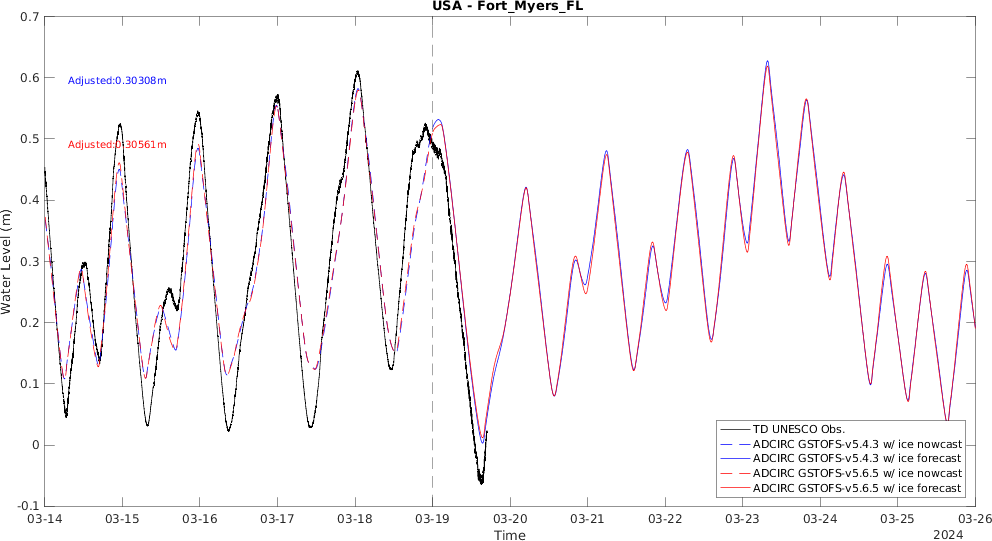 USA - Fort_Myers_FL
0.7
0.6
0.5
0.4
0.3
0.2
0.1
0
-0.1
Water Level (m)
Adjusted:0.30308m
Adjusted:0.30561m
TD UNESCO Obs.
ADCIRC GSTOFS-v5.4.3 w/ ice nowcast
ADCIRC GSTOFS-v5.4.3 w/ ice forecast
ADCIRC GSTOFS-v5.6.5 w/ ice nowcast
ADCIRC GSTOFS-v5.6.5 w/ ice forecast
03-14 03-15 03-16 03-17 03-18 03-19 03-20 03-21 03-22 03-23 03-24 03-25 03-26
Time
2024